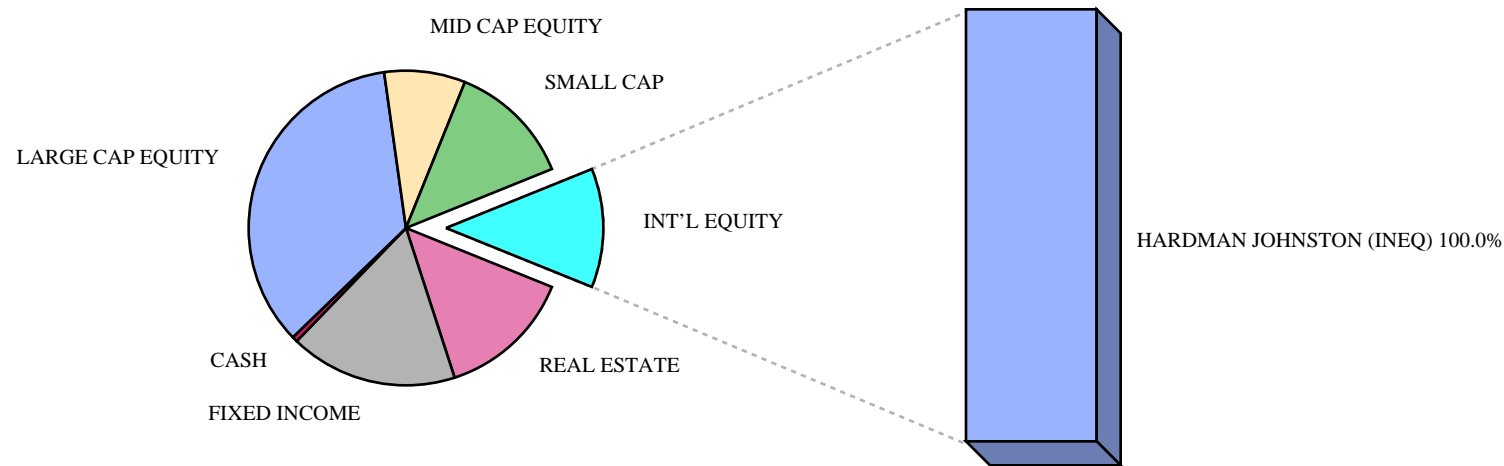 MID CAP EQUITY
SMALL CAP
LARGE CAP EQUITY
INT'L EQUITY
HARDMAN JOHNSTON (INEQ) 100.0%
CASH
REAL ESTATE
FIXED INCOME